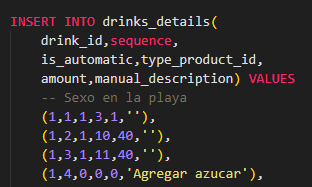 INSERT INTO drinks_details(
drink_id,sequence,
is_automatic,type_product_id,
amount,manual_description) VALUES
-- Sexo en la playa
(1,1,1,3,1,''),
(1,2,1,10,40,''),
(1,3,1,11,40,''),
(1,4,0,0,0,'Agregar azucar'),